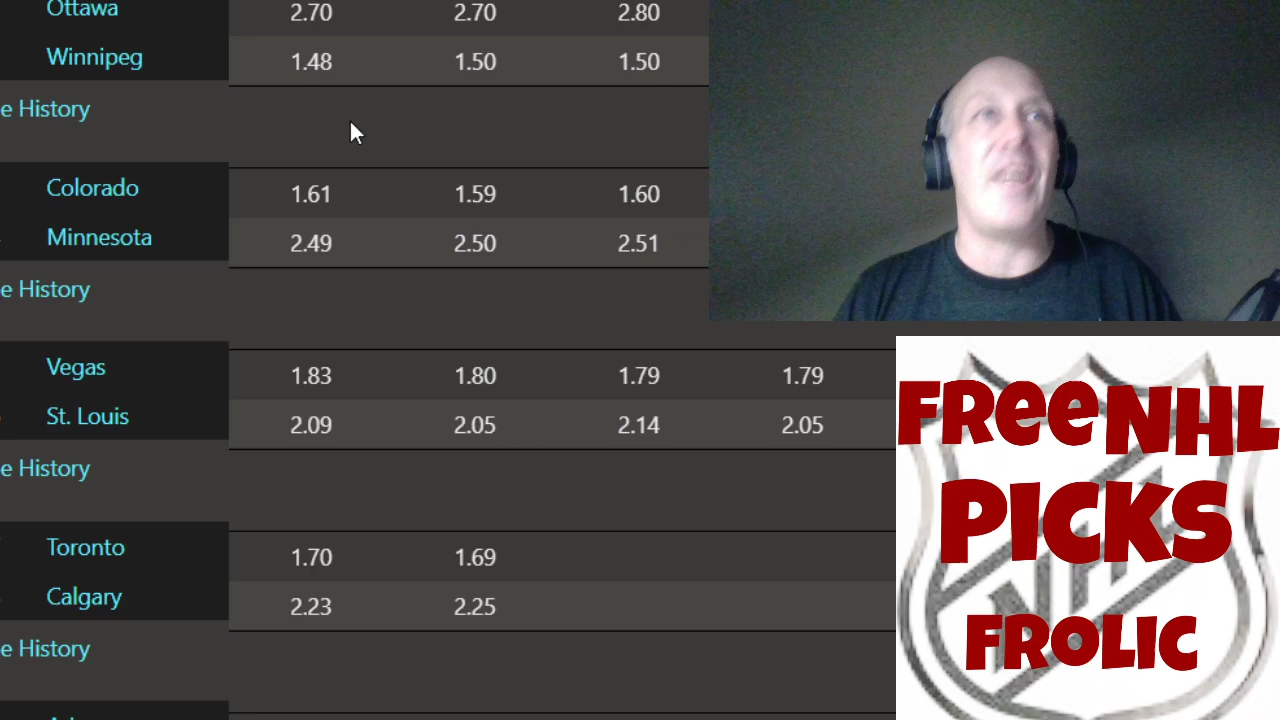 Ottawa 2.70 2.70 2.80
Winnipeg 1.48 1.50 1.50
e History
Colorado 1.61 1.59 1.60
Minnesota 2.49 2.50 2.51
e History
Vegas 1.83 1.80 1.79 1.79
St. Louis 2.09 2.05 2.14 2.05
e History
Toronto 1.70 1.69
Calgary 2.23 2.25
e History
FReeNHL
PICKS
FROLIC
NHL